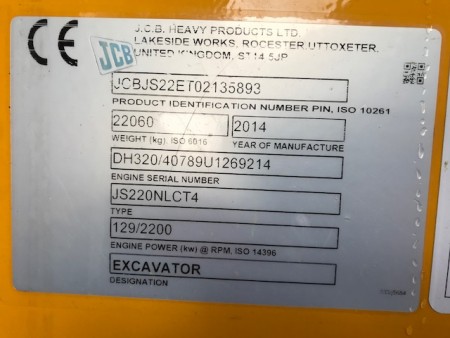 CE
J.C.B. HEAVY PRODUCTS LTD.
LAKESIDE WORKS, ROCESTER,UTTOXETER,
UNITED KINGDOM, ST14 5JP
JCB
JCBJS22ET02135893
PRODUCT IDENTIFICATION NUMBER PIN, ISO 10261
22060 2014
WEIGHT (kg), ISO 6016 YEAR OF MANUFACTURE
DH320/40789U1269214
ENGINE SERIAL NUMBER
JS220NLCT4
TYPE
129/2200
ENGINE POWER (kw) @ RPM, ISO 14396
EXCAVATOR
DESIGNATION